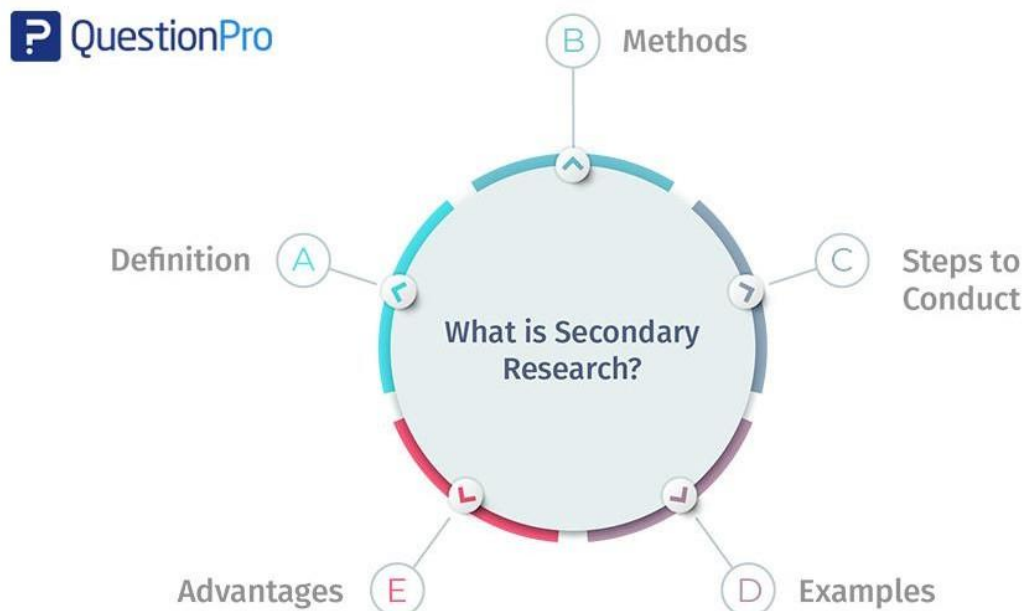 QuestionPro
B Methods
Definition A
C Steps to
Conduct
What is Secondary
Research?
Advantages E
D Examples